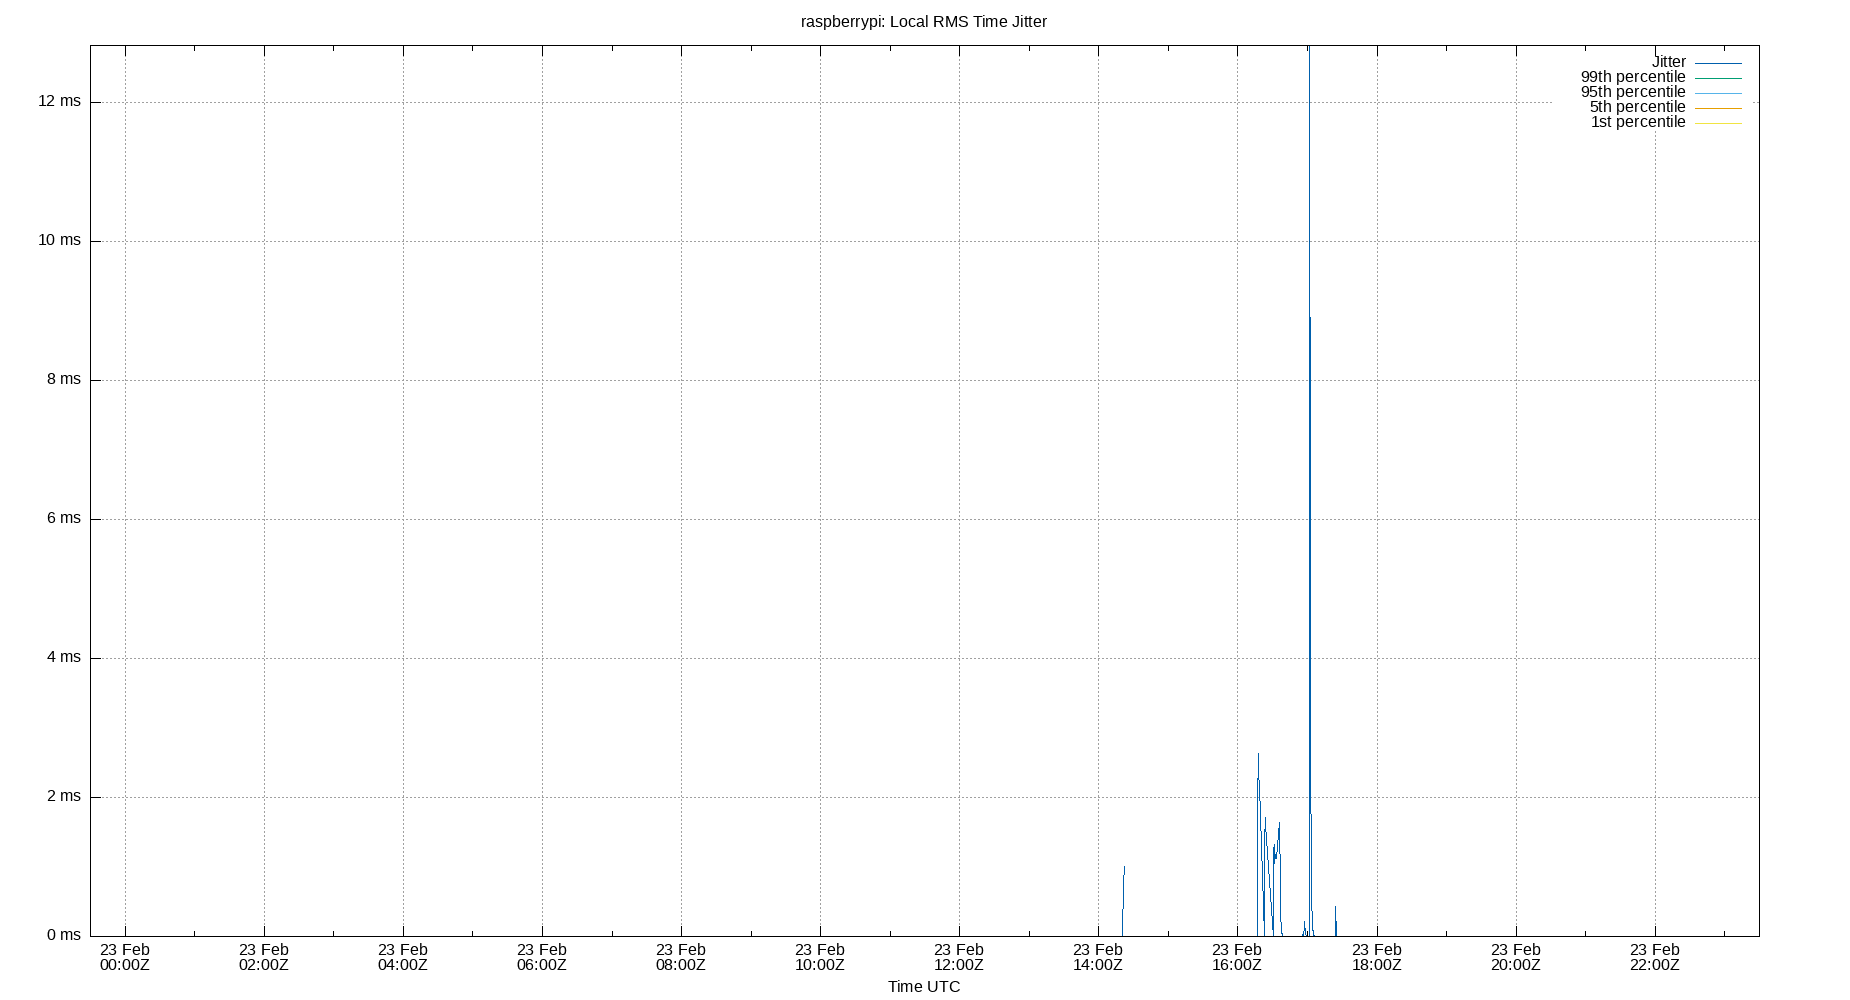 raspberrypi: Local RMS Time Jitter
Jitter
99th percentile
95th percentile
5th percentile
1st percentile
12 ms
10 ms
8 ms
6 ms
4 ms
2 ms
0 ms
23 Feb 23 Feb 23 Feb 23 Feb 23 Feb 23 Feb 23 Feb 23 Feb 23 Feb 23 Feb 23 Feb 23 Feb
00:00Z 02:00Z 04:00Z 06:00Z 08:00Z 10:00Z 12:00Z 14:00Z 16:00Z 18:00Z 20:00Z 22:00Z
Time UTC